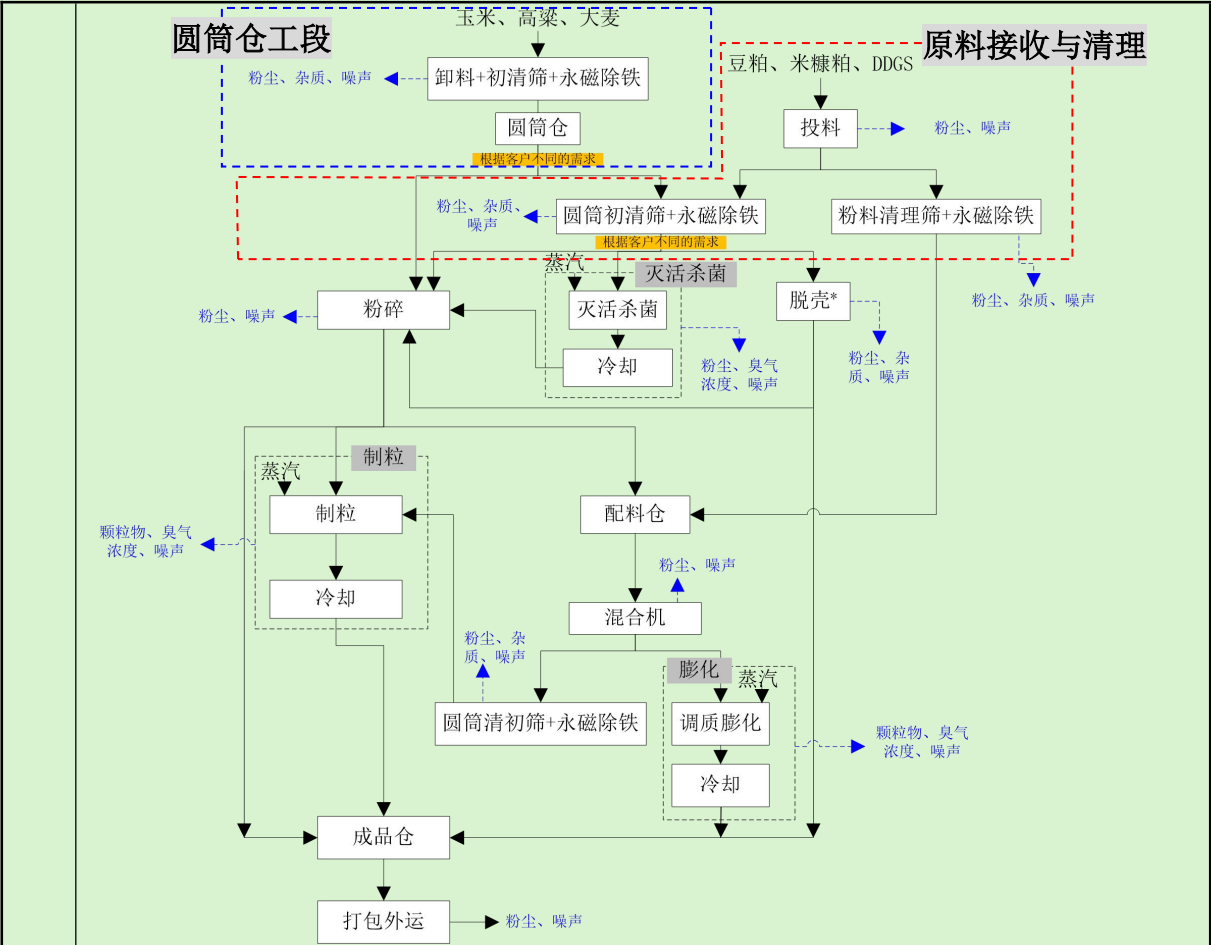 玉米、高粱、大麦
圆筒仓工段
原料接收与清理
豆粕、米糠粕、DDGS
粉尘、杂质、噪声
卸料+初清筛+永磁除铁
圆筒仓
投料
粉尘、噪声
根据客户不同的需求
粉尘、杂质、
噪声
圆筒初清筛+永磁除铁
粉料清理筛+永磁除铁
根据客户不同的需求
蒸汽
灭活杀菌
粉尘、杂质、噪声
粉尘、噪声
粉碎
灭活杀菌
脱壳*
冷却
粉尘、臭气
浓度、噪声
粉尘、杂
质、噪声
制粒
蒸汽
制粒
配料仓
颗粒物、臭气
浓度、噪声
粉尘、噪声
冷却
混合机
粉尘、杂
质、噪声
膨化
蒸汽
圆筒清初筛+永磁除铁
调质膨化
颗粒物、臭气
浓度、噪声
冷却
成品仓
打包外运
粉尘、噪声